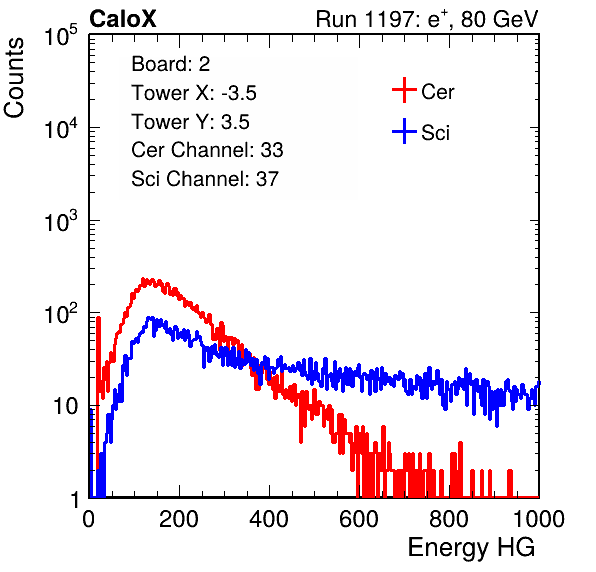 CaloX Run 1197: e⁺, 80 GeV
Counts
10⁵
10⁴
10³
10²
10
1
Board: 2
Tower X: -3.5
Tower Y: 3.5
Cer Channel: 33
Sci Channel: 37
Cer
Sci
0 200 400 600 800 1000
Energy HG